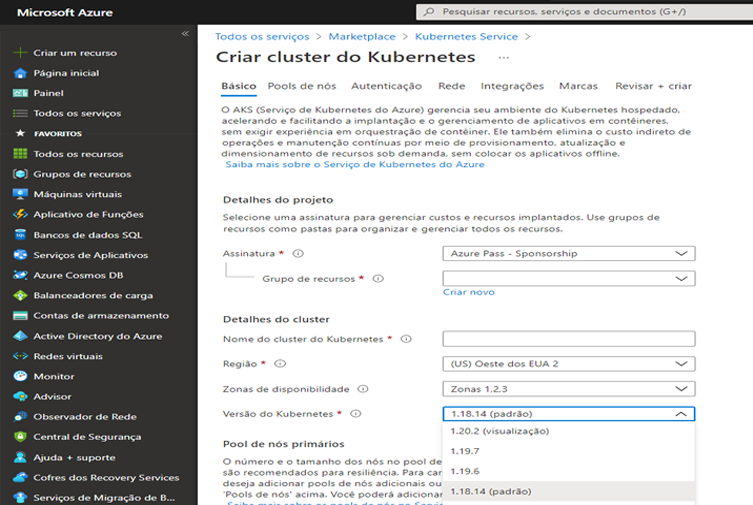 Microsoft Azure
Pesquisar recursos, serviços e documentos (G+/)
Criar um recurso
Página inicial
Painel
Todos os serviços
FAVORITOS
Todos os recursos
Grupos de recursos
Máquinas virtuais
Aplicativo de Funções
Bancos de dados SQL
Serviços de Aplicativos
Azure Cosmos DB
Balanceadores de carga
Contas de armazenamento
Active Directory do Azure
Redes virtuais
Monitor
Advisor
Observador de Rede
Central de Segurança
Ajuda + suporte
Cofres dos Recovery Services
Serviços de Migração de B...
Todos os serviços > Marketplace > Kubernetes Service >
Criar cluster do Kubernetes ...
Básico Pools de nós Autenticação Rede Integrações Marcas Revisar + criar
O AKS (Serviço de Kubernetes do Azure) gerencia seu ambiente do Kubernetes hospedado,
acelerando e facilitando a implantação e o gerenciamento de aplicativos em contêineres,
sem exigir experiência em orquestração de contêiner. Ele também elimina o custo indireto de
operações e manutenção contínuas por meio de provisionamento, atualização e
dimensionamento de recursos sob demanda, sem colocar os aplicativos offline.
Saiba mais sobre o Serviço de Kubernetes do Azure
Detalhes do projeto
Selecione uma assinatura para gerenciar custos e recursos implantados. Use grupos de
recursos como pastas para organizar e gerenciar todos os recursos.
Assinatura * Azure Pass - Sponsorship
Grupo de recursos *
Criar novo
Detalhes do cluster
Nome do cluster do Kubernetes *
Região * (US) Oeste dos EUA 2
Zonas de disponibilidade Zonas 1,2,3
Versão do Kubernetes * 1.18.14 (padrão)
1.20.2 (visualização)
1.19.7
1.19.6
1.18.14 (padrão)
Pool de nós primários
O número e o tamanho dos nós no pool de
são recomendados para resiliência. Para car
deseja adicionar pools de nós adicionais ou
'Pools de nós' acima. Você poderá adicionar
Saiba mais sobre os pools de nós no Serv